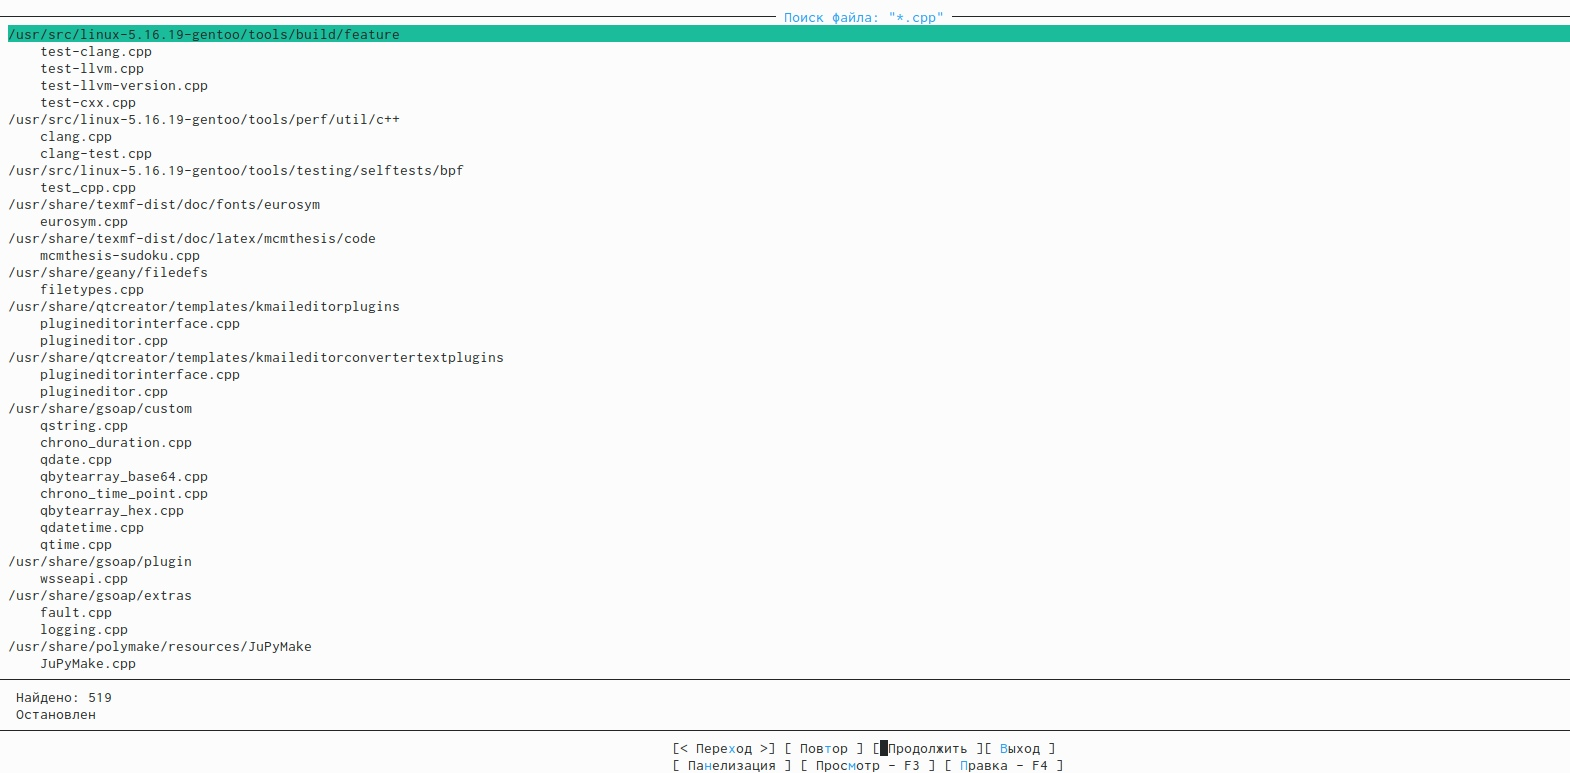 Поиск файла: "*.cpp"
/usr/src/linux-5.16.19-gentoo/tools/build/feature
test-clang.cpp
test-llvm.cpp
test-llvm-version.cpp
test-cxx.cpp
/usr/src/linux-5.16.19-gentoo/tools/perf/util/c++
clang.cpp
clang-test.cpp
/usr/src/linux-5.16.19-gentoo/tools/testing/selftests/bpf
test_cpp.cpp
/usr/share/texmf-dist/doc/fonts/eurosym
eurosym.cpp
/usr/share/texmf-dist/doc/latex/mcmthesis/code
mcmthesis-sudoku.cpp
/usr/share/geany/filedefs
filetypes.cpp
/usr/share/qtcreator/templates/kmaileditorplugins
plugineditorinterface.cpp
plugineditor.cpp
/usr/share/qtcreator/templates/kmaileditorconvertertextplugins
plugineditorinterface.cpp
plugineditor.cpp
/usr/share/gsoap/custom
qstring.cpp
chrono_duration.cpp
qdate.cpp
qbytearray_base64.cpp
chrono_time_point.cpp
qbytearray_hex.cpp
qdatetime.cpp
qtime.cpp
/usr/share/gsoap/plugin
wsseapi.cpp
/usr/share/gsoap/extras
fault.cpp
logging.cpp
/usr/share/polymake/resources/JuPyMake
JuPyMake.cpp
Найдено: 519
Остановлен
[< Переход >] [ Повтор ] [ Продолжить ][ Выход ]
[ Панелизация ] [ Просмотр - F3 ] [ Правка - F4 ]